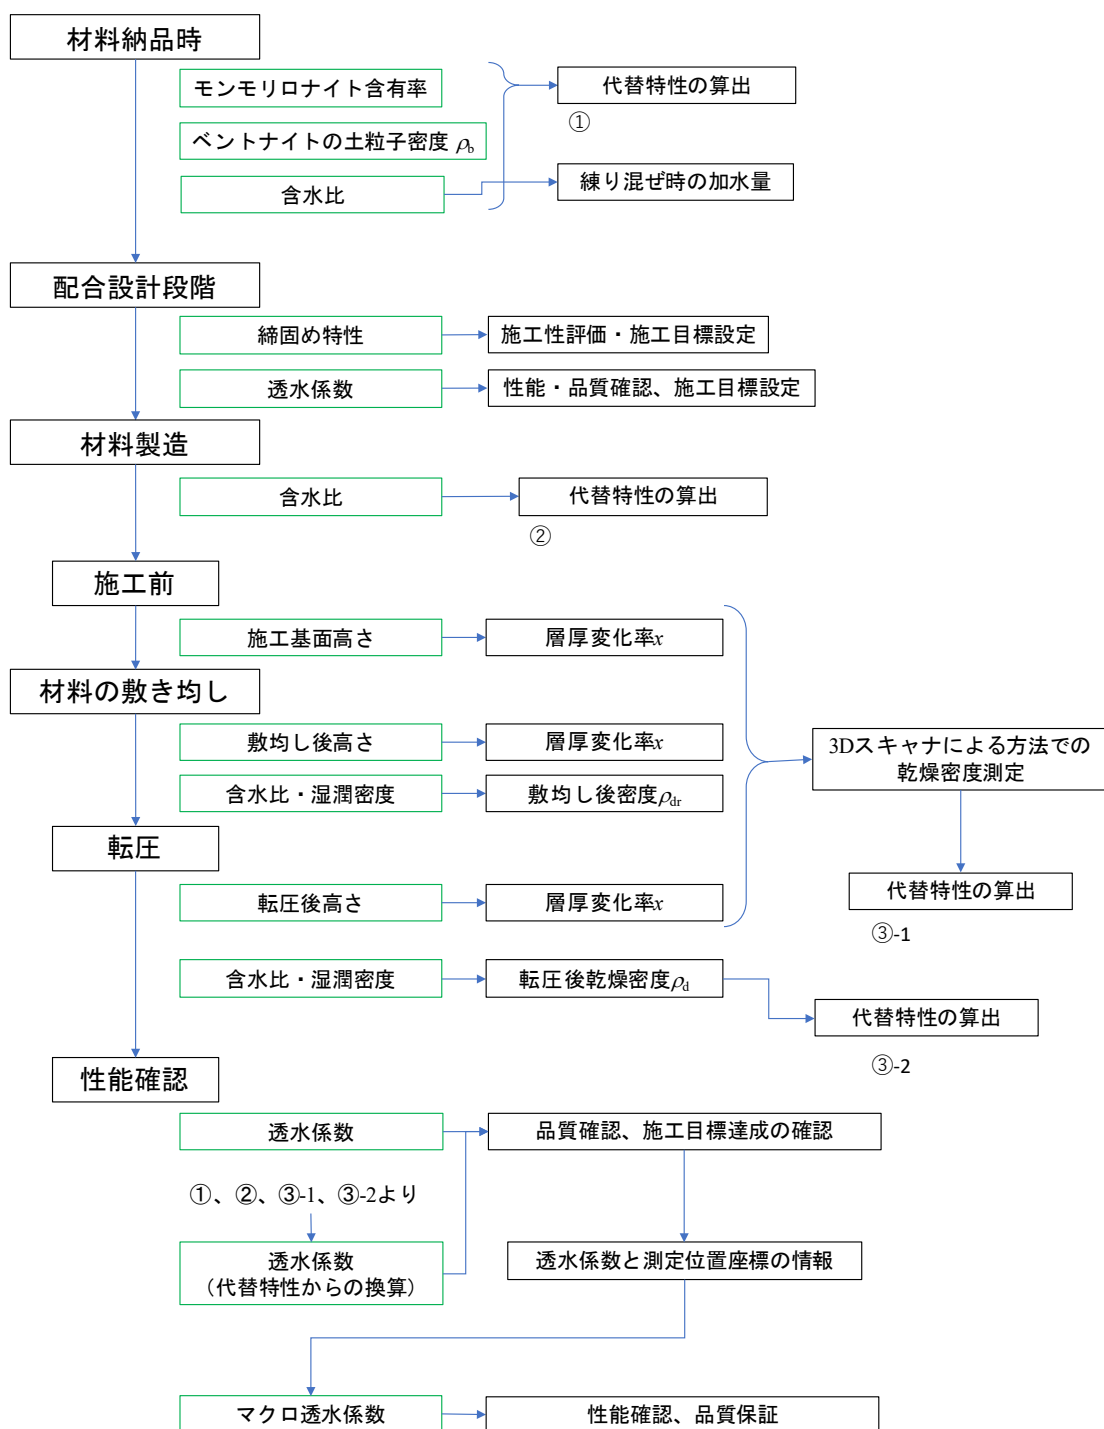 材料納品時
モンモリロナイト含有率
代替特性の算出
①
ベントナイトの土粒子密度 ρb
含水比
練り混ぜ時の加水量
配合設計段階
締固め特性
施工性評価・施工目標設定
透水係数
性能・品質確認、施工目標設定
材料製造
含水比
代替特性の算出
②
施工前
施工基面高さ
層厚変化率x
材料の敷き均し
敷均し後高さ
層厚変化率x
3Dスキャナによる方法での
乾燥密度測定
含水比・湿潤密度
敷均し後密度ρdr
転圧
転圧後高さ
層厚変化率x
代替特性の算出
③-1
含水比・湿潤密度
転圧後乾燥密度ρd
代替特性の算出
③-2
性能確認
透水係数
品質確認、施工目標達成の確認
①、②、③-1、③-2より
透水係数
（代替特性からの換算）
透水係数と測定位置座標の情報
マクロ透水係数
性能確認、品質保証